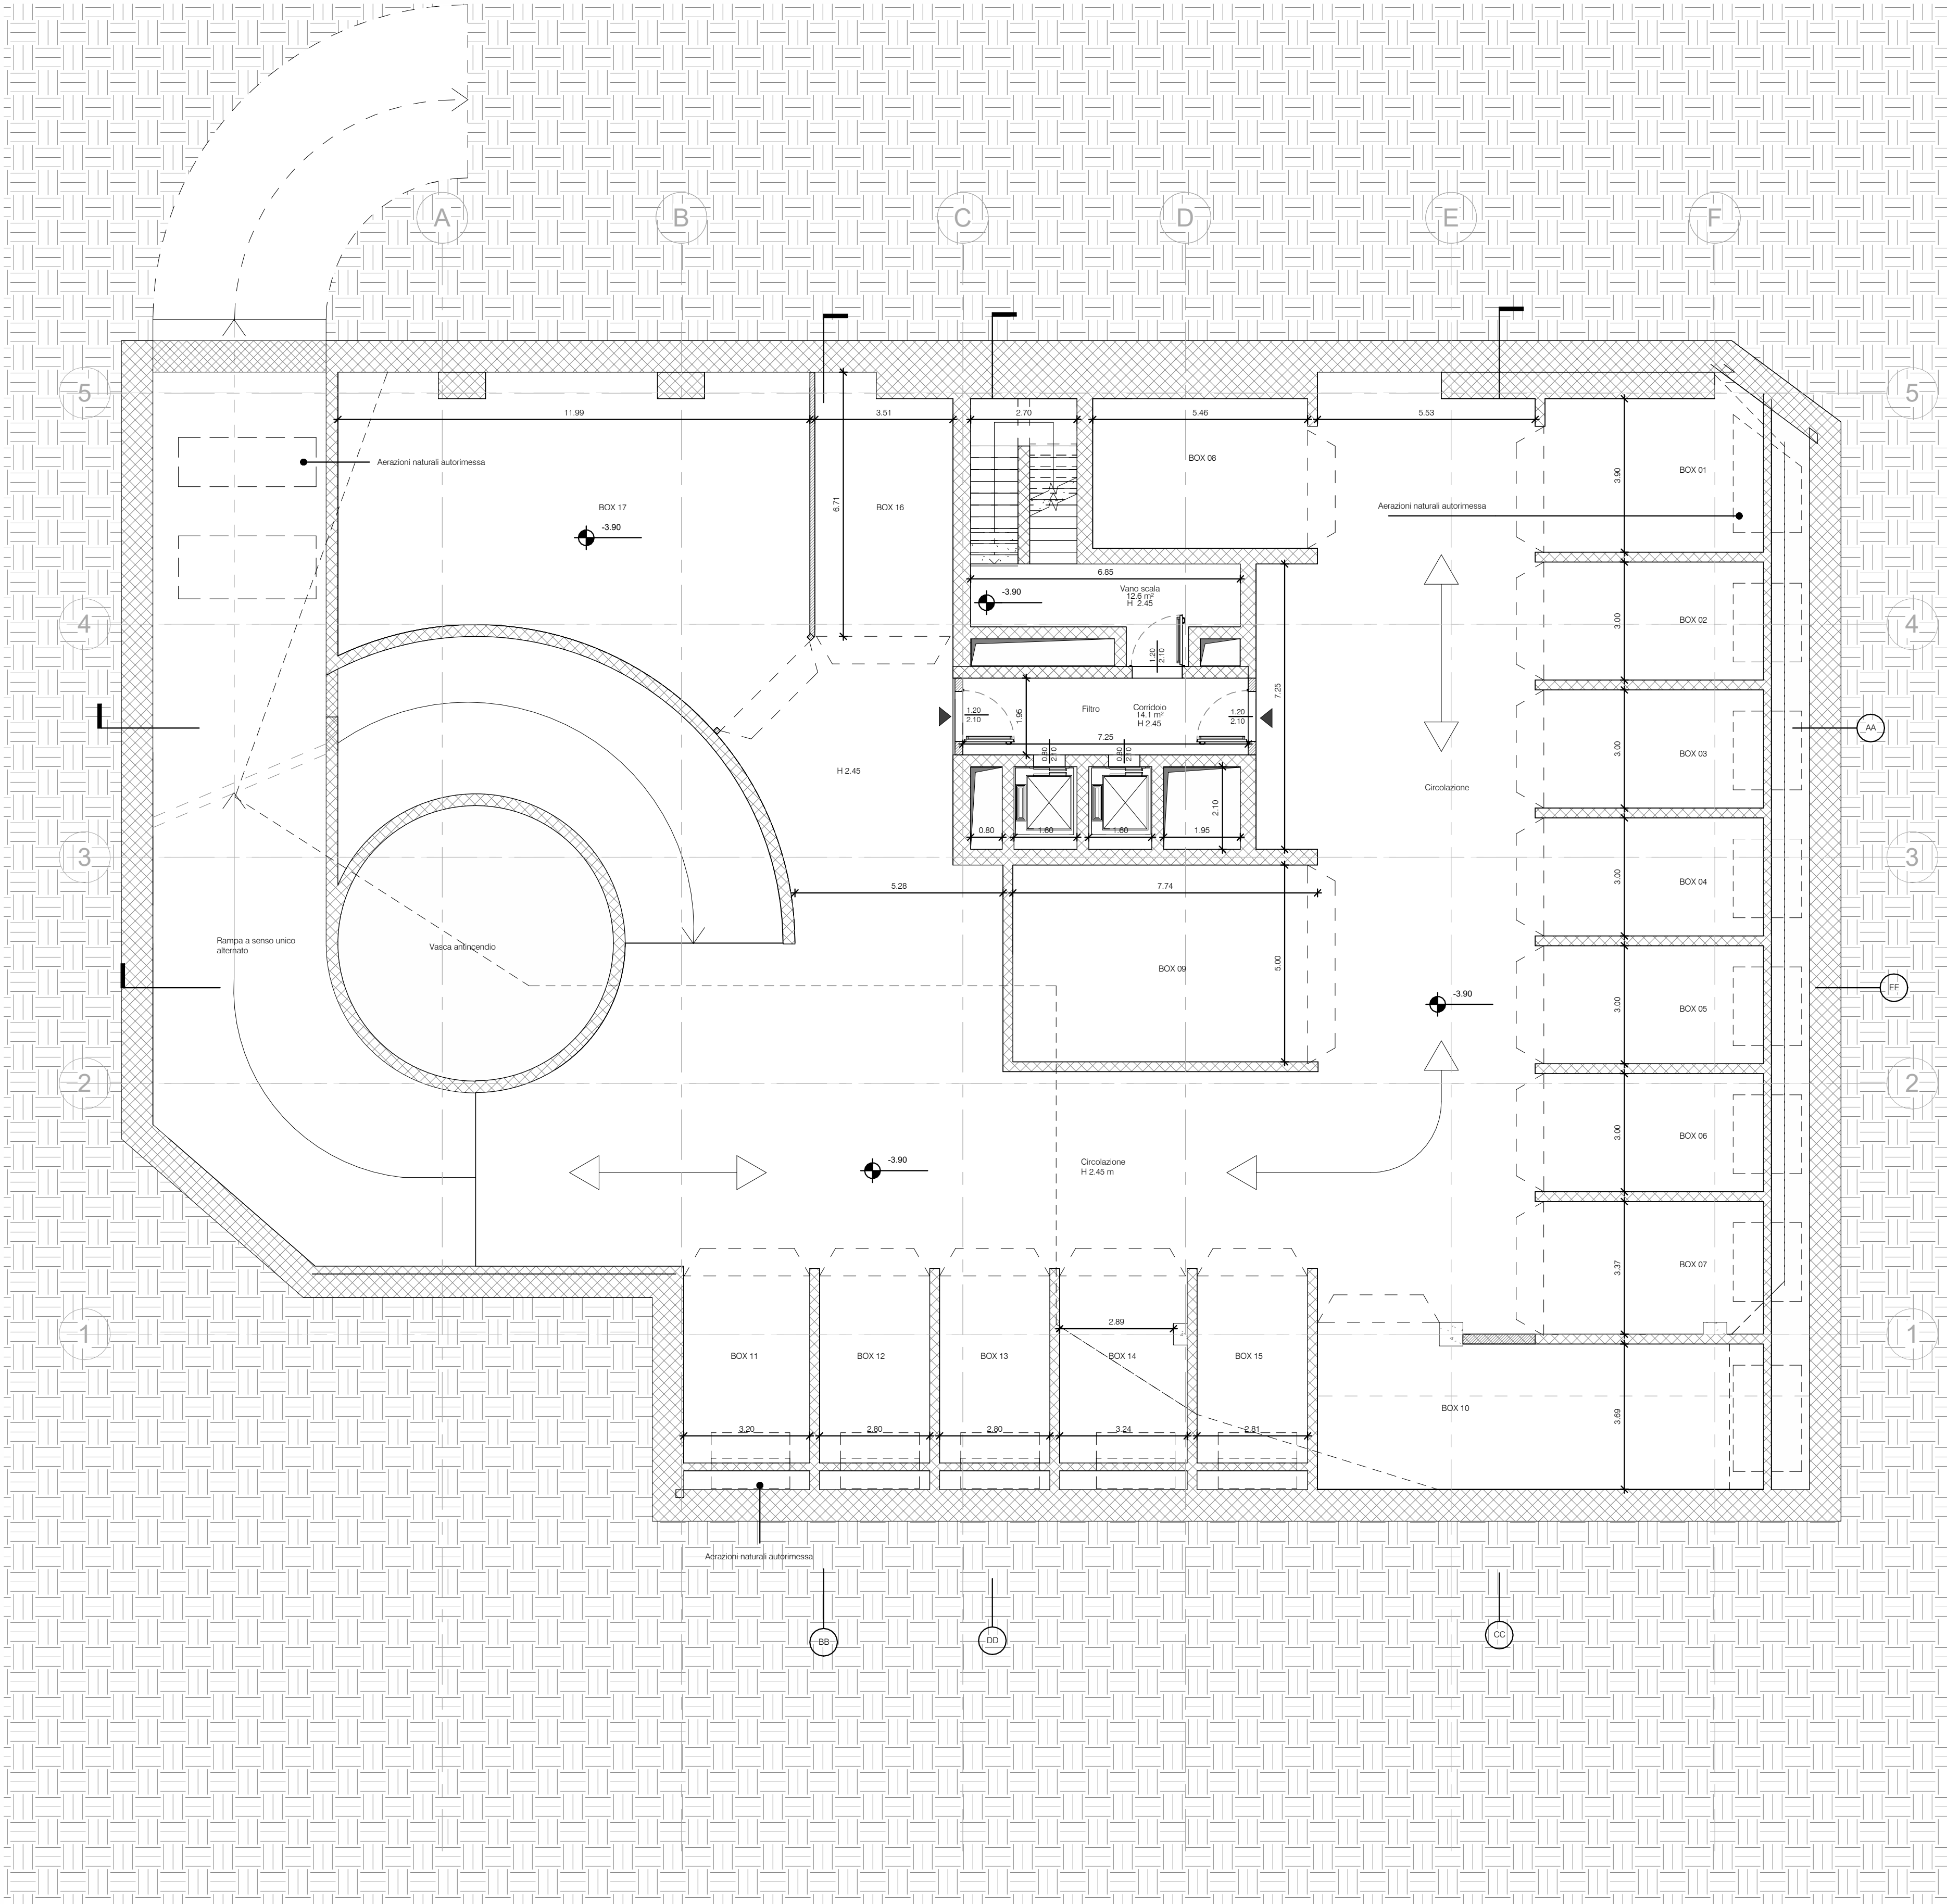 A
B
C
D
E
F
5
5
11.99
3.51
2.70
5.46
5.53
BOX 08
Aerazioni naturali autorimessa
BOX 01
3.90
6.71
BOX 17
BOX 16
Aerazioni naturali autorimessa
-3.90
6.85
Vano scala
12.6 m²
H 2.45
-3.90
4
4
3.00
BOX 02
1.20
2.10
7.25
1.95
Filtro
Corridoio
14.1 m²
H 2.45
1.20
2.10
1.20
2.10
7.25
AA
3.00
BOX 03
0.80
2.10
0.80
2.10
H 2.45
Circolazione
2.10
0.80
1.60
1.60
1.95
3
3
3.00
BOX 04
5.28
7.74
Rampa a senso unico
alternato
Vasca antincendio
BOX 09
5.00
-3.90
EE
3.00
BOX 05
2
2
3.00
BOX 06
-3.90
Circolazione
H 2.45 m
3.37
BOX 07
1
1
2.89
BOX 11
BOX 12
BOX 13
BOX 14
BOX 15
BOX 10
3.69
3.20
2.80
2.80
3.24
2.81
Aerazioni naturali autorimessa
BB
DD
CC